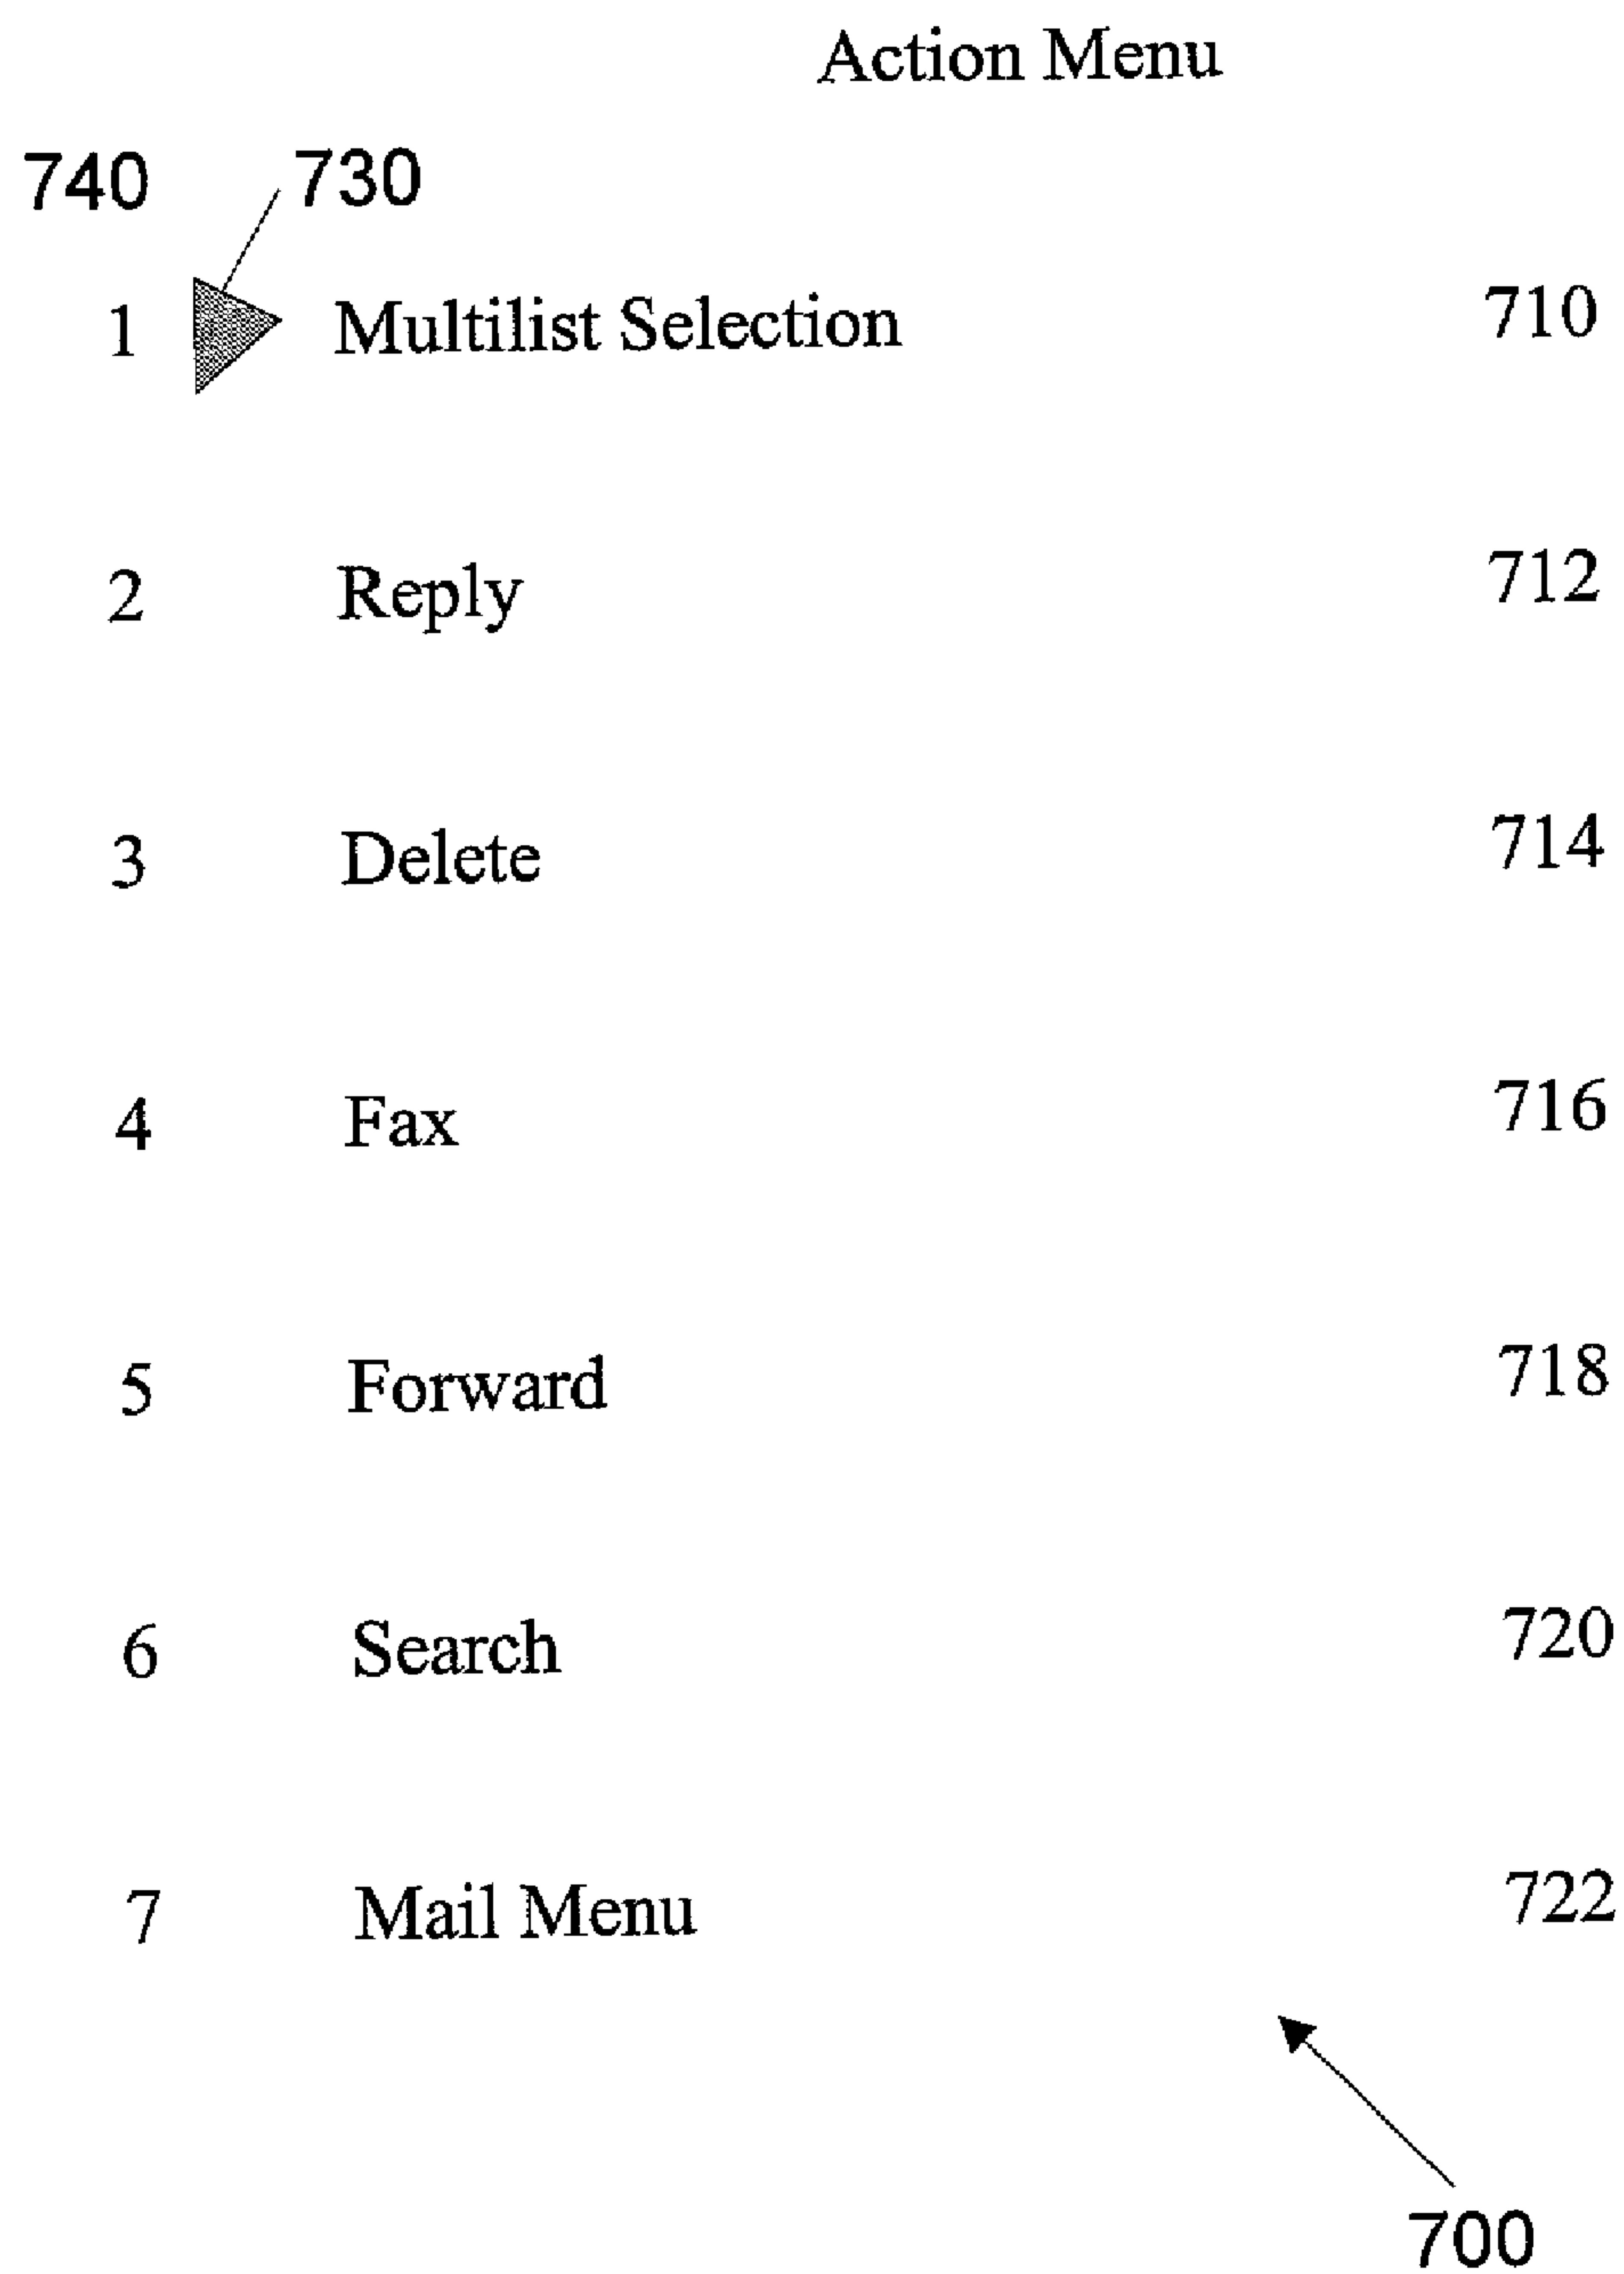 Action Menu
740 730
1 Multilist Selection 710
2 Reply 712
3 Delete 714
4 Fax 716
5 Forward 718
6 Search 720
7 Mail Menu 722
700